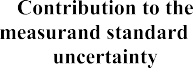 Contribution to the
measurand standard
uncertainty